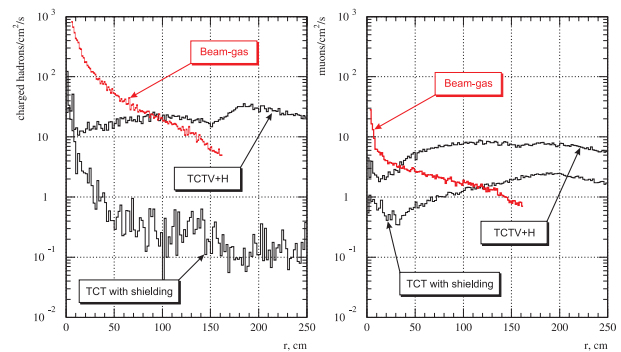 charged hadrons/cm²/s
10³
10²
10
1
10⁻¹
10⁻²
0
50
100
150
200
250
r, cm
Beam-gas
TCTV+H
TCT with shielding
muons/cm²/s
10³
10²
10
1
10⁻¹
10⁻²
0
50
100
150
200
250
r, cm
Beam-gas
TCTV+H
TCT with shielding